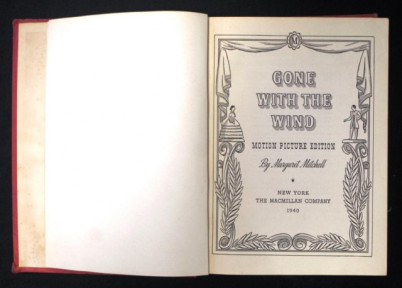 GONE
WITH THE
WIND
MOTION PICTURE EDITION
By Margaret Mitchell
NEW YORK
THE MACMILLAN COMPANY
1940